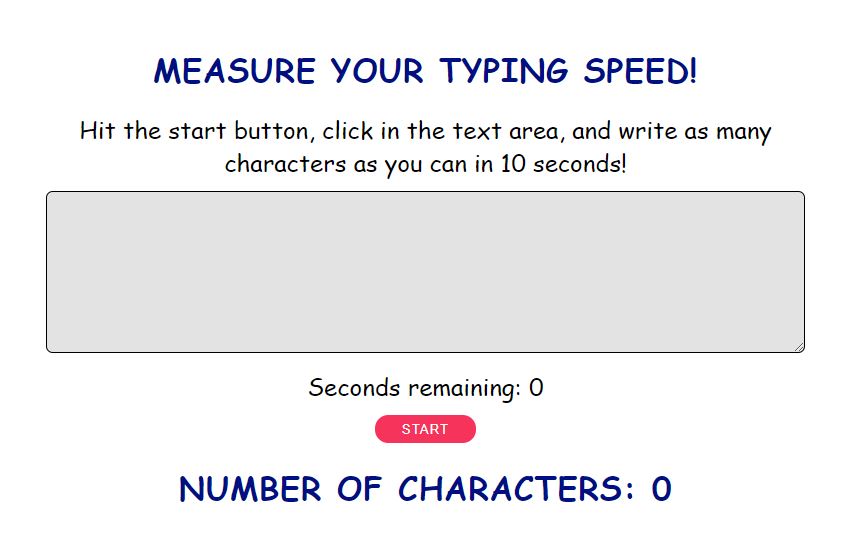 MEASURE YOUR TYPING SPEED!
Hit the start button, click in the text area, and write as many
characters as you can in 10 seconds!
Seconds remaining: 0
START
NUMBER OF CHARACTERS: 0